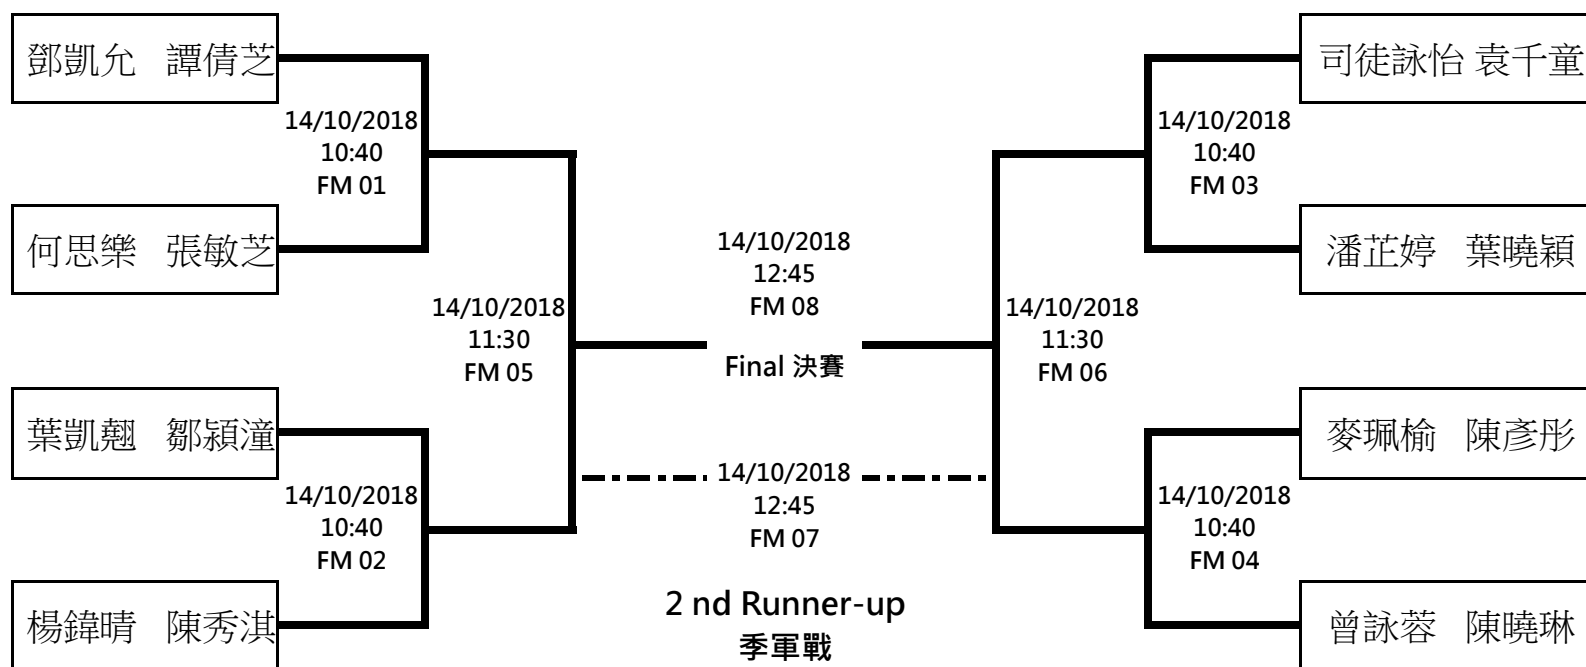 鄧凱允 譚倩芝
司徒詠怡 袁千童
14/10/2018
10:40
FM 01
14/10/2018
10:40
FM 03
何思樂 張敏芝
潘芷婷 葉曉穎
14/10/2018
12:45
FM 08
Final 決賽
14/10/2018
11:30
FM 05
14/10/2018
11:30
FM 06
葉凱翹 鄒潁潼
麥珮榆 陳彥彤
14/10/2018
10:40
FM 02
14/10/2018
12:45
FM 07
14/10/2018
10:40
FM 04
楊鍏晴 陳秀淇
2 nd Runner-up
季軍戰
曾詠蓉 陳曉琳